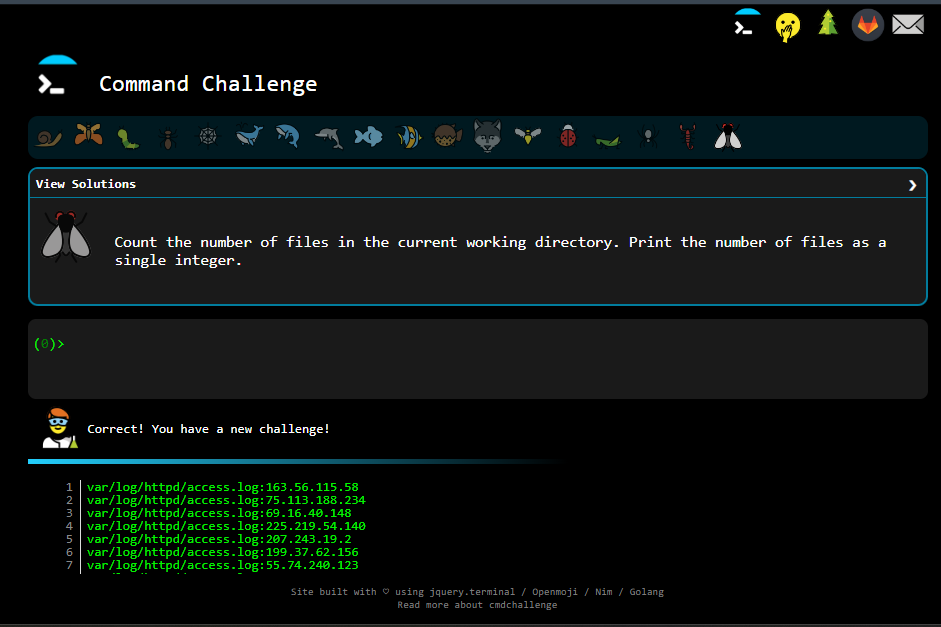 Command Challenge
View Solutions
Count the number of files in the current working directory. Print the number of files as a
single integer.
(0)>
Correct! You have a new challenge!
1 var/log/httpd/access.log:163.56.115.58
2 var/log/httpd/access.log:75.113.188.234
3 var/log/httpd/access.log:69.16.40.148
4 var/log/httpd/access.log:225.219.54.140
5 var/log/httpd/access.log:207.243.19.2
6 var/log/httpd/access.log:199.37.62.156
7 var/log/httpd/access.log:55.74.240.123
Site built with ♡ using jquery.terminal / Openmoji / Nim / Golang
Read more about cmdchallenge